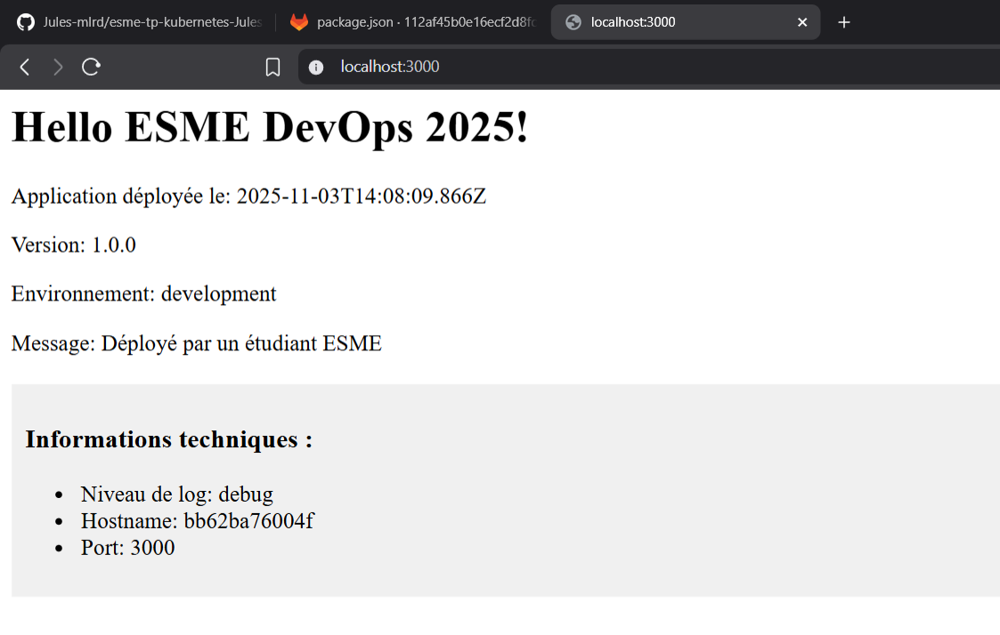 Jules-mlrd/esme-tp-kubernetes-Jules
package.json · 112af45b0e16ecf2d8fc
localhost:3000
localhost:3000
Hello ESME DevOps 2025!
Application déployée le: 2025-11-03T14:08:09.866Z
Version: 1.0.0
Environnement: development
Message: Déployé par un étudiant ESME
Informations techniques :
Niveau de log: debug
Hostname: bb62ba76004f
Port: 3000